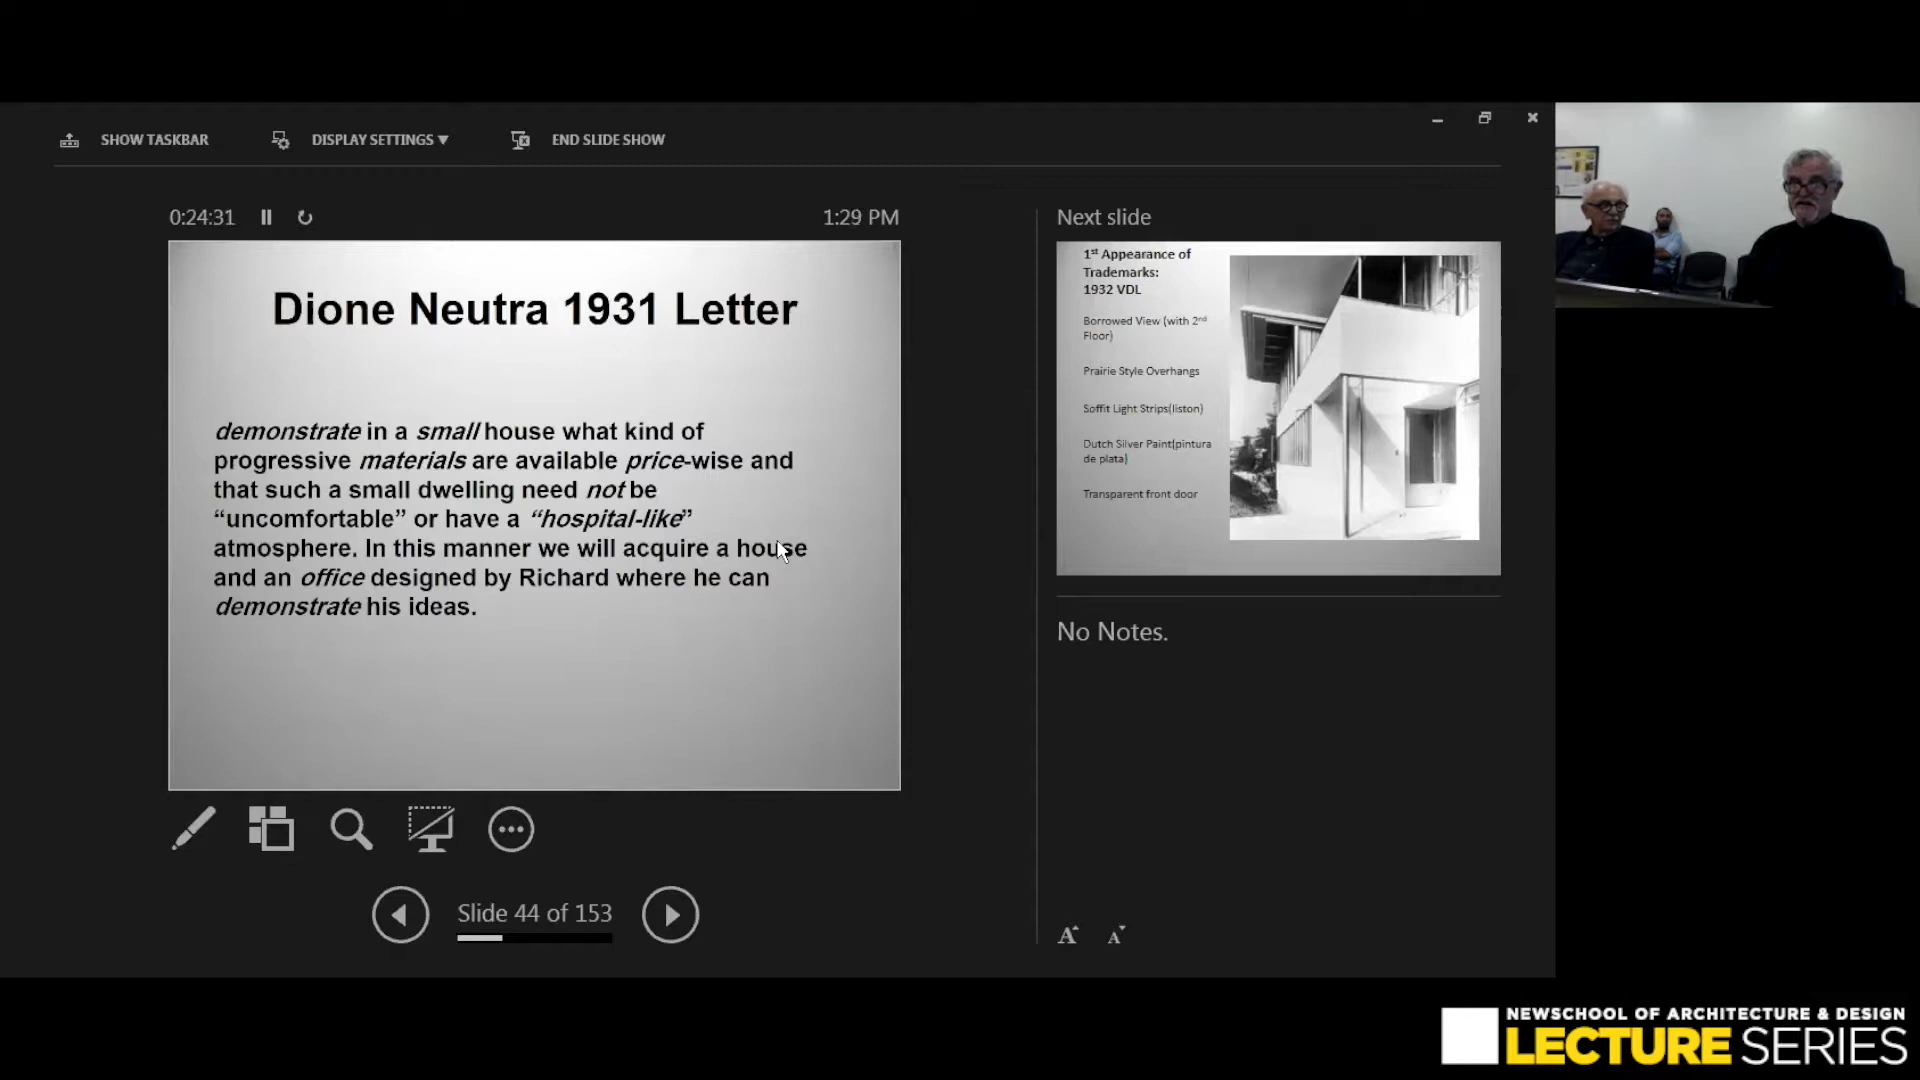 SHOW TASKBAR
DISPLAY SETTINGS
END SLIDE SHOW
0:24:31
1:29 PM
Dione Neutra 1931 Letter
demonstrate in a small house what kind of
progressive materials are available price-wise and
that such a small dwelling need not be
“uncomfortable” or have a “hospital-like”
atmosphere. In this manner we will acquire a house
and an office designed by Richard where he can
demonstrate his ideas.
Slide 44 of 153
Next slide
1st Appearance of
Trademarks:
1932 VDL
Borrowed View (with 2nd
Floor)
Prairie Style Overhangs
Soffit Light Strips(liston)
Dutch Silver Paint(pintura
de plata)
Transparent front door
No Notes.
A A
NEWSCHOOL OF ARCHITECTURE & DESIGN
LECTURE SERIES